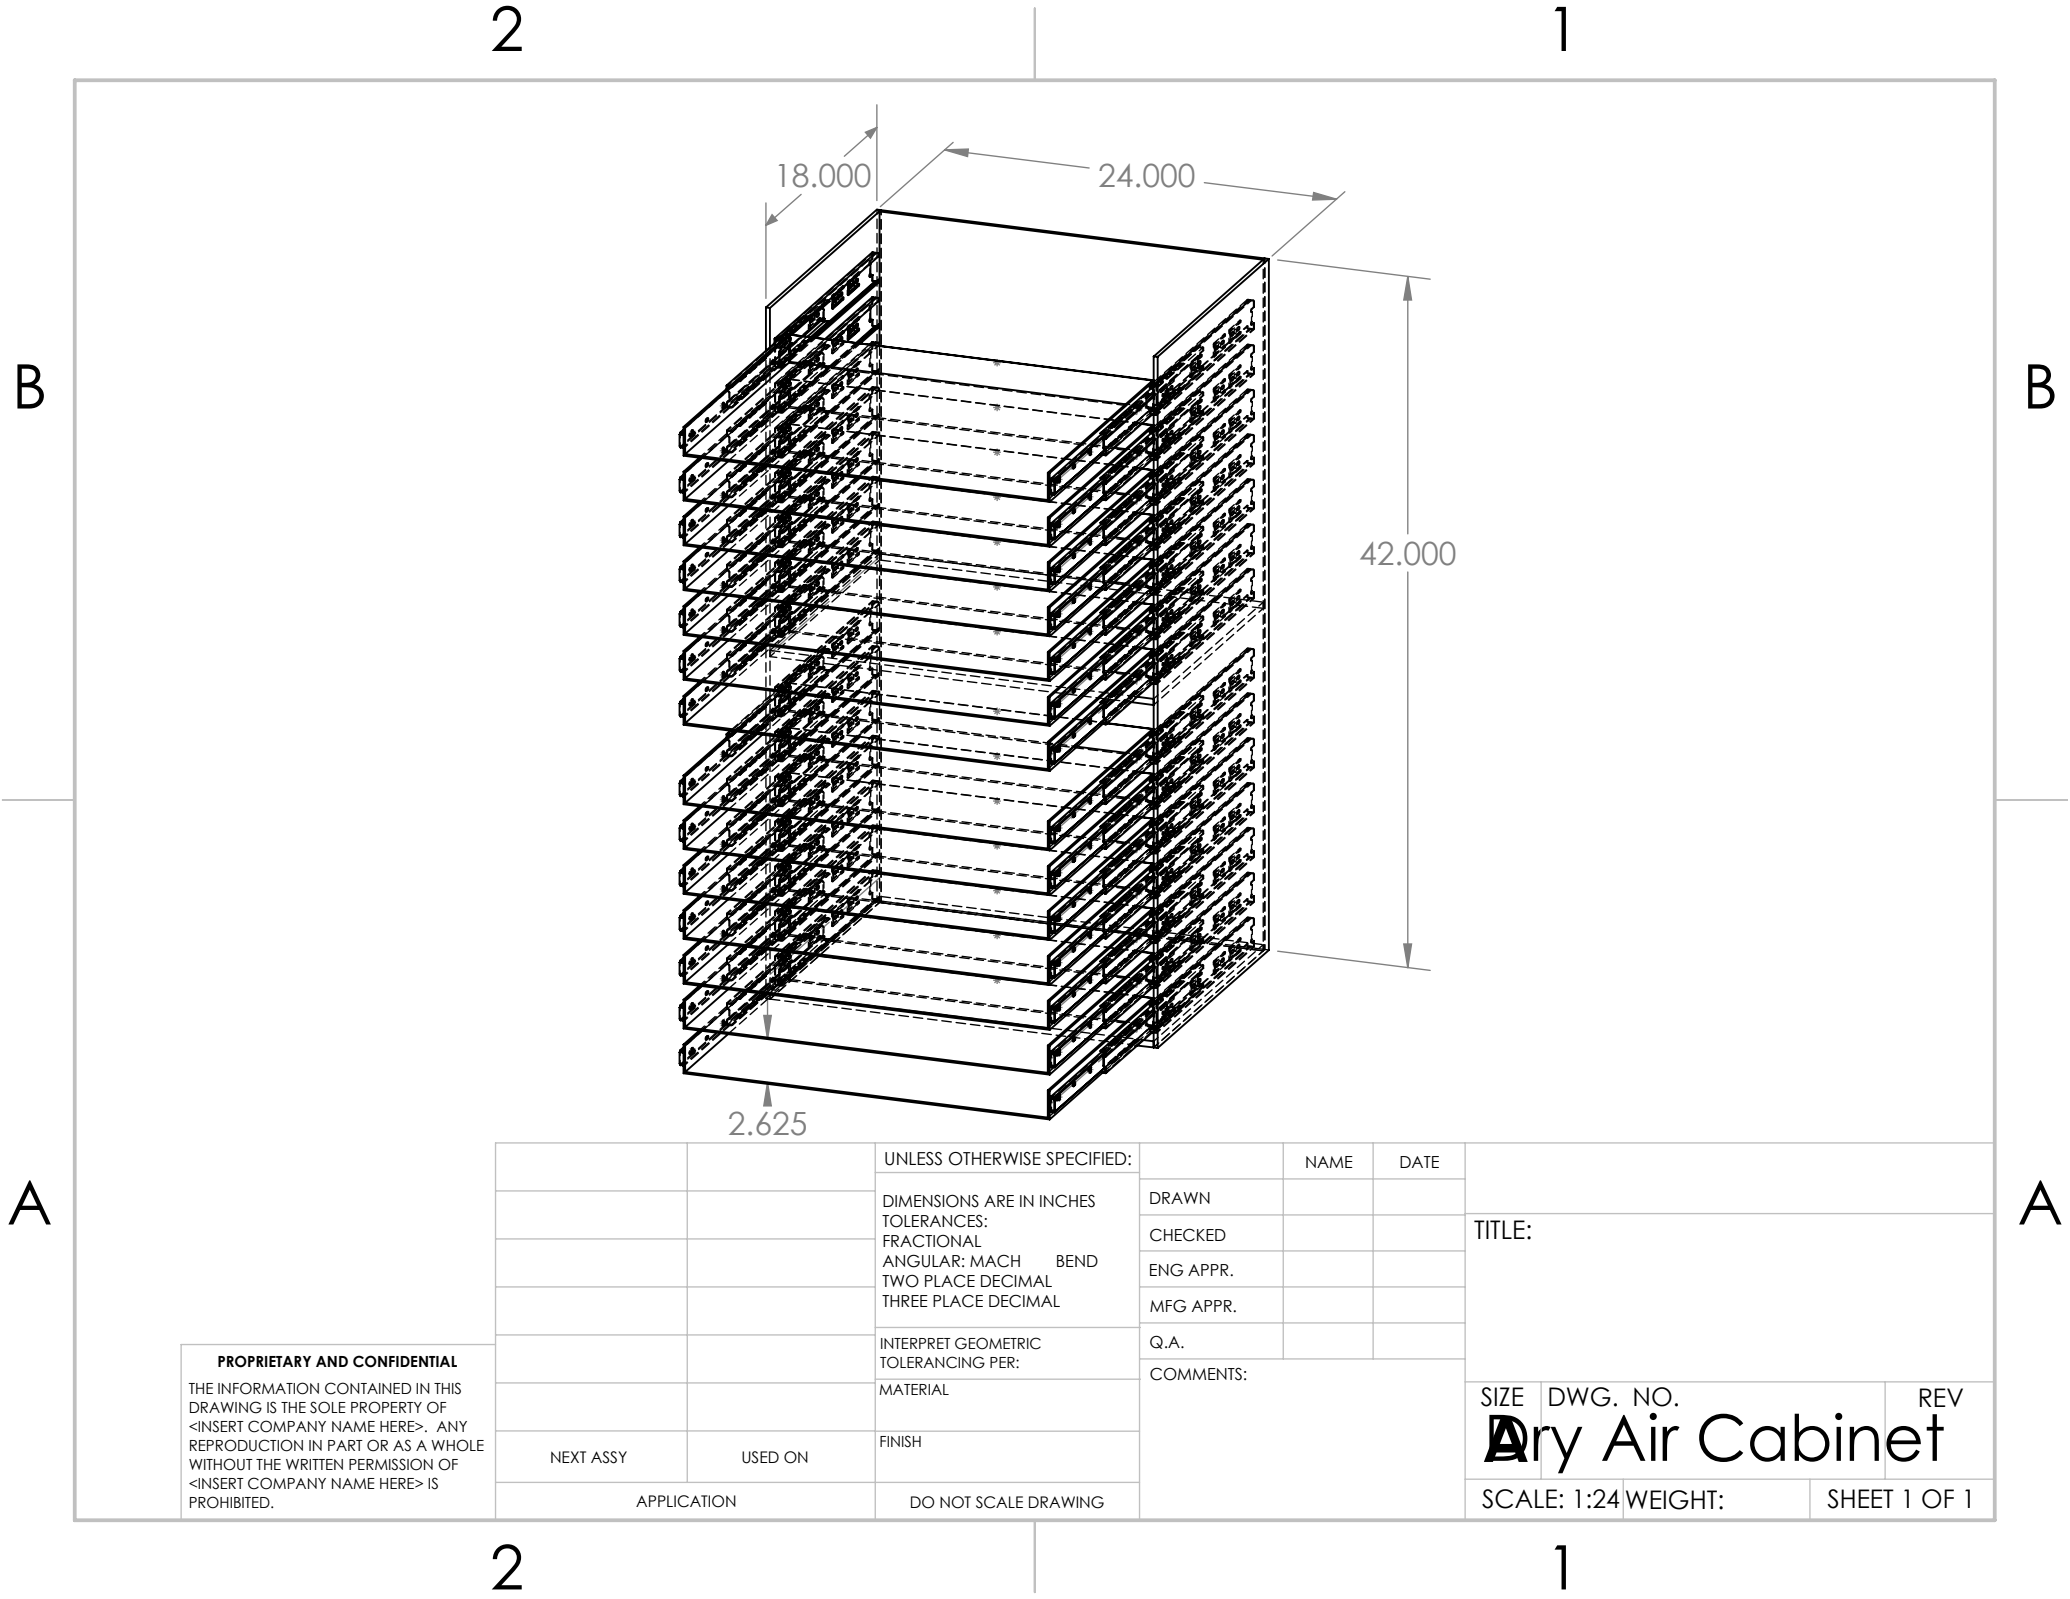 2
1
18.000
24.000
B
B
42.000
2.625
A
A
UNLESS OTHERWISE SPECIFIED:
DIMENSIONS ARE IN INCHES
TOLERANCES:
FRACTIONAL
ANGULAR: MACH BEND
TWO PLACE DECIMAL
THREE PLACE DECIMAL
INTERPRET GEOMETRIC
TOLERANCING PER:
MATERIAL
FINISH
DO NOT SCALE DRAWING
NAME DATE
DRAWN
CHECKED
ENG APPR.
MFG APPR.
Q.A.
COMMENTS:
TITLE:
SIZE DWG. NO. REV
A
Dry Air Cabinet
SCALE: 1:24 WEIGHT: SHEET 1 OF 1
PROPRIETARY AND CONFIDENTIAL
THE INFORMATION CONTAINED IN THIS
DRAWING IS THE SOLE PROPERTY OF
<INSERT COMPANY NAME HERE>. ANY
REPRODUCTION IN PART OR AS A WHOLE
WITHOUT THE WRITTEN PERMISSION OF
<INSERT COMPANY NAME HERE> IS
PROHIBITED.
NEXT ASSY USED ON
APPLICATION
2
1